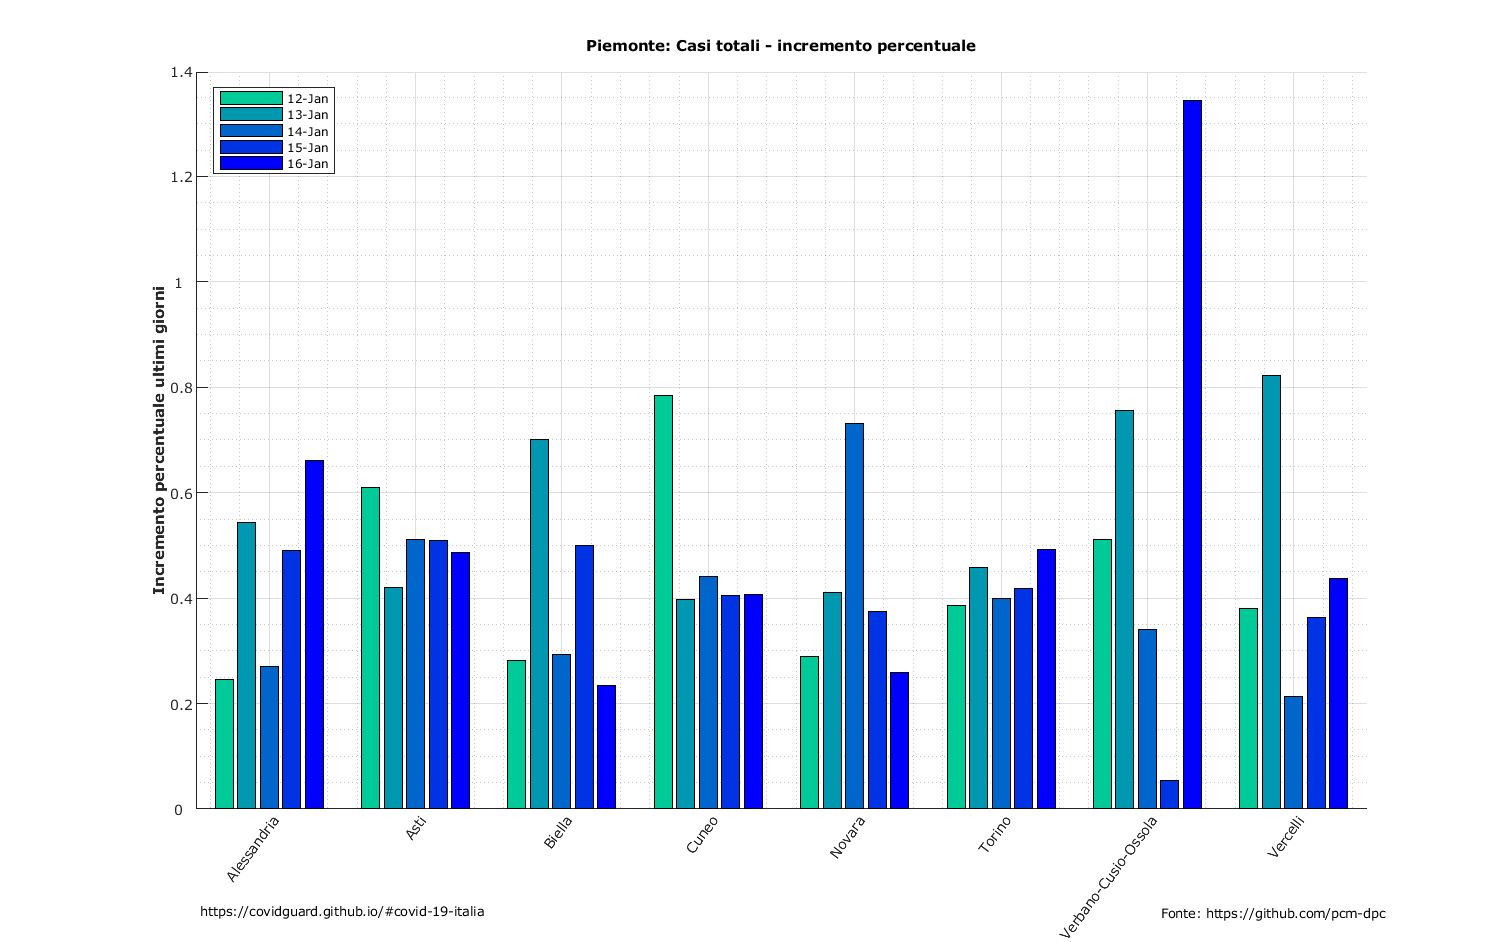 Piemonte: Casi totali - incremento percentuale
1.4
1.2
1
0.8
0.6
0.4
0.2
0
Incremento percentuale ultimi giorni
12-Jan
13-Jan
14-Jan
15-Jan
16-Jan
Alessandria
Asti
Biella
Cuneo
Novara
Torino
Verbano-Cusio-Ossola
Vercelli
https://covidguard.github.io/#covid-19-italia
Fonte: https://github.com/pcm-dpc